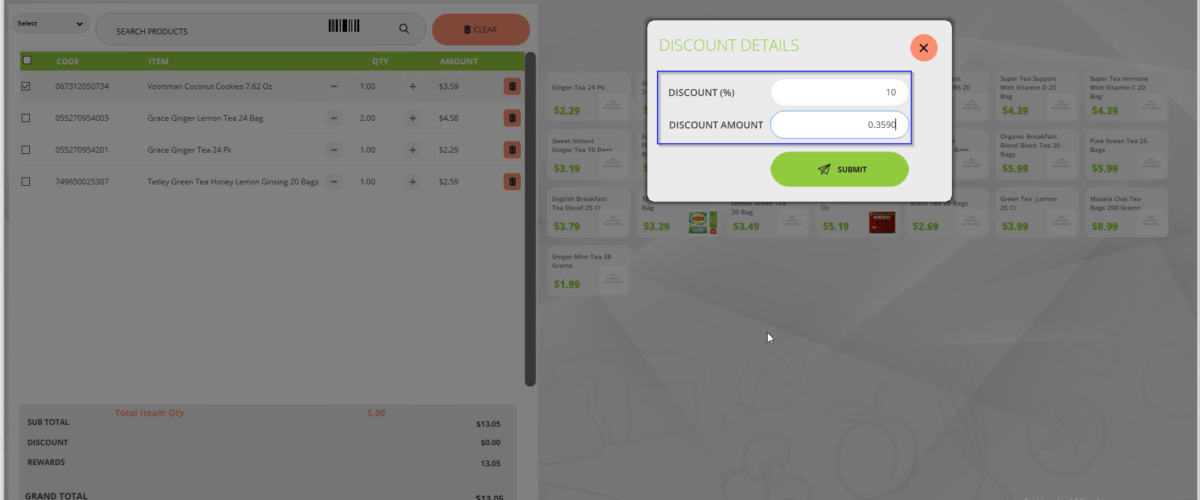 Select
SEARCH PRODUCTS
CLEAR
CODE ITEM QTY AMOUNT
067312050734 Voortman Coconut Cookies 7.62 Oz − 1.00 + $3.59
055270954003 Grace Ginger Lemon Tea 24 Bag − 2.00 + $4.58
055270954201 Grace Ginger Tea 24 Pk − 1.00 + $2.29
749650025307 Tetley Green Tea Honey Lemon Ginsing 20 Bags − 1.00 + $2.59
Total Iteam Qty 5.00
SUB TOTAL $13.05
DISCOUNT $0.00
REWARDS 13.05
GRAND TOTAL $13.05
DISCOUNT DETAILS
DISCOUNT (%) 10
DISCOUNT AMOUNT 0.3590
SUBMIT
Ginger Tea 24 Pk
$2.29
Super Tea Support
With Vitamin D 20
Bag
$4.39
Super Tea Immune
With Vitamin C 20
Bag
$4.39
Sweet Instant
Ginger Tea 10 Bags
$3.19
Organic Breakfast
Blend Black Tea 20
Bags
$5.99
Pure Green Tea 25
Bags
$5.99
English Breakfast
Tea Decaf 25 Ct
$3.79
Bag
$3.39
Lemon Green Tea
20 Bag
$3.49
Oz
$5.19
Black Tea 24 Bags
$2.69
Green Tea_Lemon
25 Ct
$3.99
Masala Chai Tea
Bags 200 Grams
$8.99
Ginger Mint Tea 38
Grams
$1.99